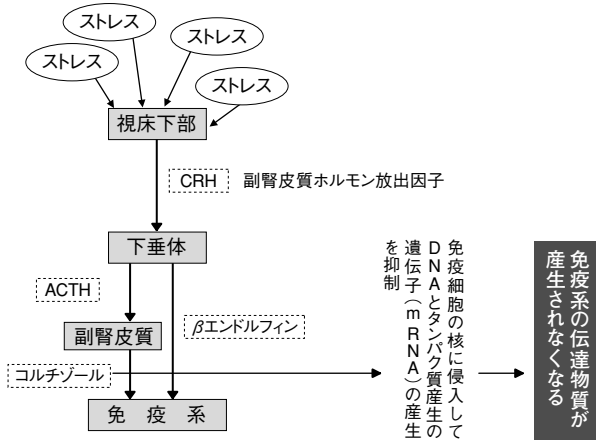 ストレス
ストレス
ストレス
ストレス
視床下部
CRH 副腎皮質ホルモン放出因子
下垂体
ACTH
βエンドルフィン
副腎皮質
コルチゾール
免疫系
免疫細胞の核に侵入して
DNAとタンパク質産生の
遺伝子(mRNA)の産生
を抑制
免疫系の伝達物質が
産生されなくなる